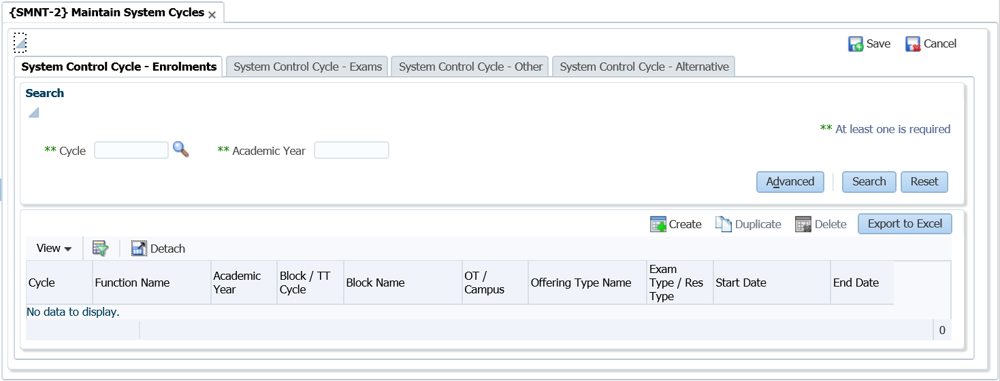 {SMNT-2} Maintain System Cycles
Save Cancel
System Control Cycle - Enrolments System Control Cycle - Exams System Control Cycle - Other System Control Cycle - Alternative
Search
** At least one is required
** Cycle ** Academic Year
Advanced Search Reset
Create Duplicate Delete Export to Excel
View Detach
Cycle Function Name Academic Year Block / TT Cycle Block Name OT / Campus Offering Type Name Exam Type / Res Type Start Date End Date
No data to display.
0